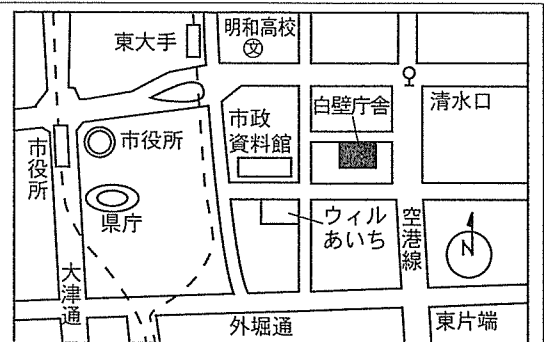 明和高校
文
東大手
白壁庁舎
清水口
市政
資料館
市役所
市役所
県庁
ウィル
あいち
空港線
N
大津通
外堀通
東片端